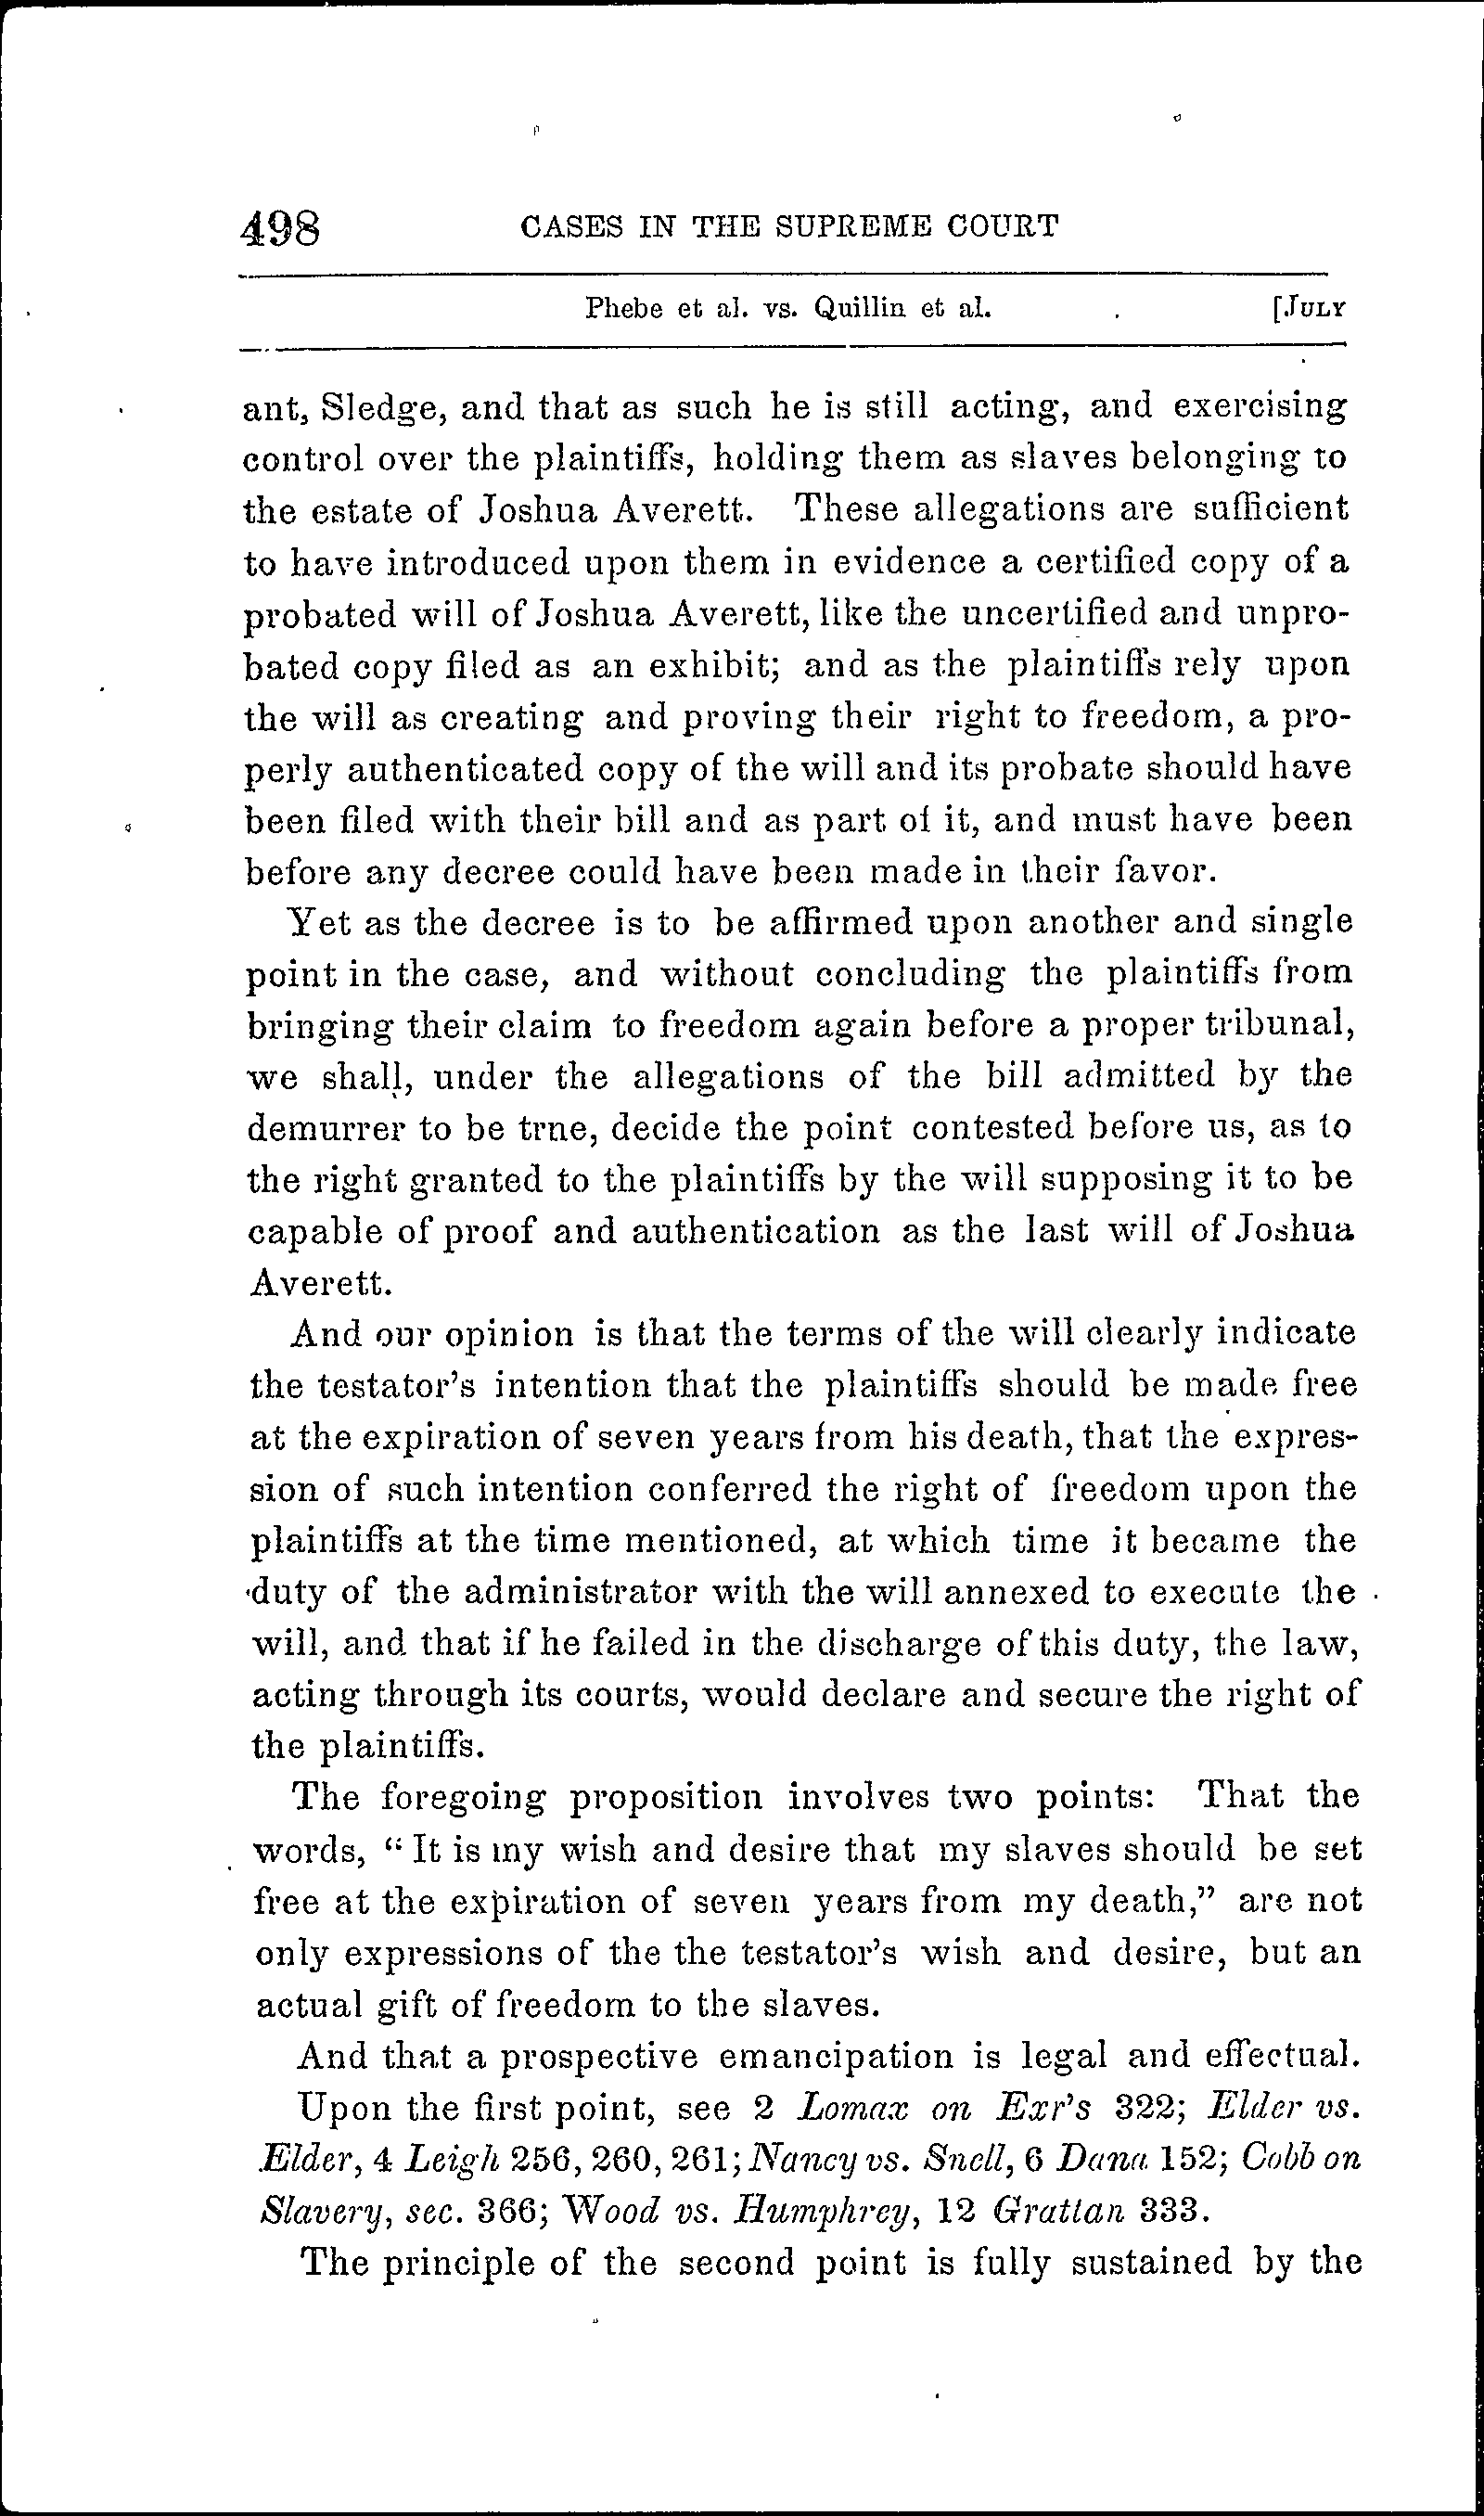 498 CASES IN THE SUPREME COURT
Phebe et al. vs. Quillin et al. [JULY
ant, Sledge, and that as such he is still acting, and exercising
control over the plaintiffs, holding them as slaves belonging to
the estate of Joshua Averett. These allegations are sufficient
to have introduced upon them in evidence a certified copy of a
probated will of Joshua Averett, like the uncertified and unpro-
bated copy filed as an exhibit; and as the plaintiffs rely upon
the will as creating and proving their right to freedom, a pro-
perly authenticated copy of the will and its probate should have
been filed with their bill and as part of it, and must have been
before any decree could have been made in their favor.
Yet as the decree is to be affirmed upon another and single
point in the case, and without concluding the plaintiffs from
bringing their claim to freedom again before a proper tribunal,
we shall, under the allegations of the bill admitted by the
demurrer to be trne, decide the point contested before us, as to
the right granted to the plaintiffs by the will supposing it to be
capable of proof and authentication as the last will of Joshua
Averett.
And our opinion is that the terms of the will clearly indicate
the testator's intention that the plaintiffs should be made free
at the expiration of seven years from his death, that the expres-
sion of such intention conferred the right of freedom upon the
plaintiffs at the time mentioned, at which time it became the
duty of the administrator with the will annexed to execute the
will, and that if he failed in the discharge of this duty, the law,
acting through its courts, would declare and secure the right of
the plaintiffs.
The foregoing proposition involves two points: That the
words, "It is my wish and desire that my slaves should be set
free at the expiration of seven years from my death," are not
only expressions of the the testator's wish and desire, but an
actual gift of freedom to the slaves.
And that a prospective emancipation is legal and effectual.
Upon the first point, see 2 Lomax on Exr's 322; Elder vs.
Elder, 4 Leigh 256, 260, 261; Nancy vs. Snell, 6 Dana 152; Cobb on
Slavery, sec. 366; Wood vs. Humphrey, 12 Grattan 333.
The principle of the second point is fully sustained by the